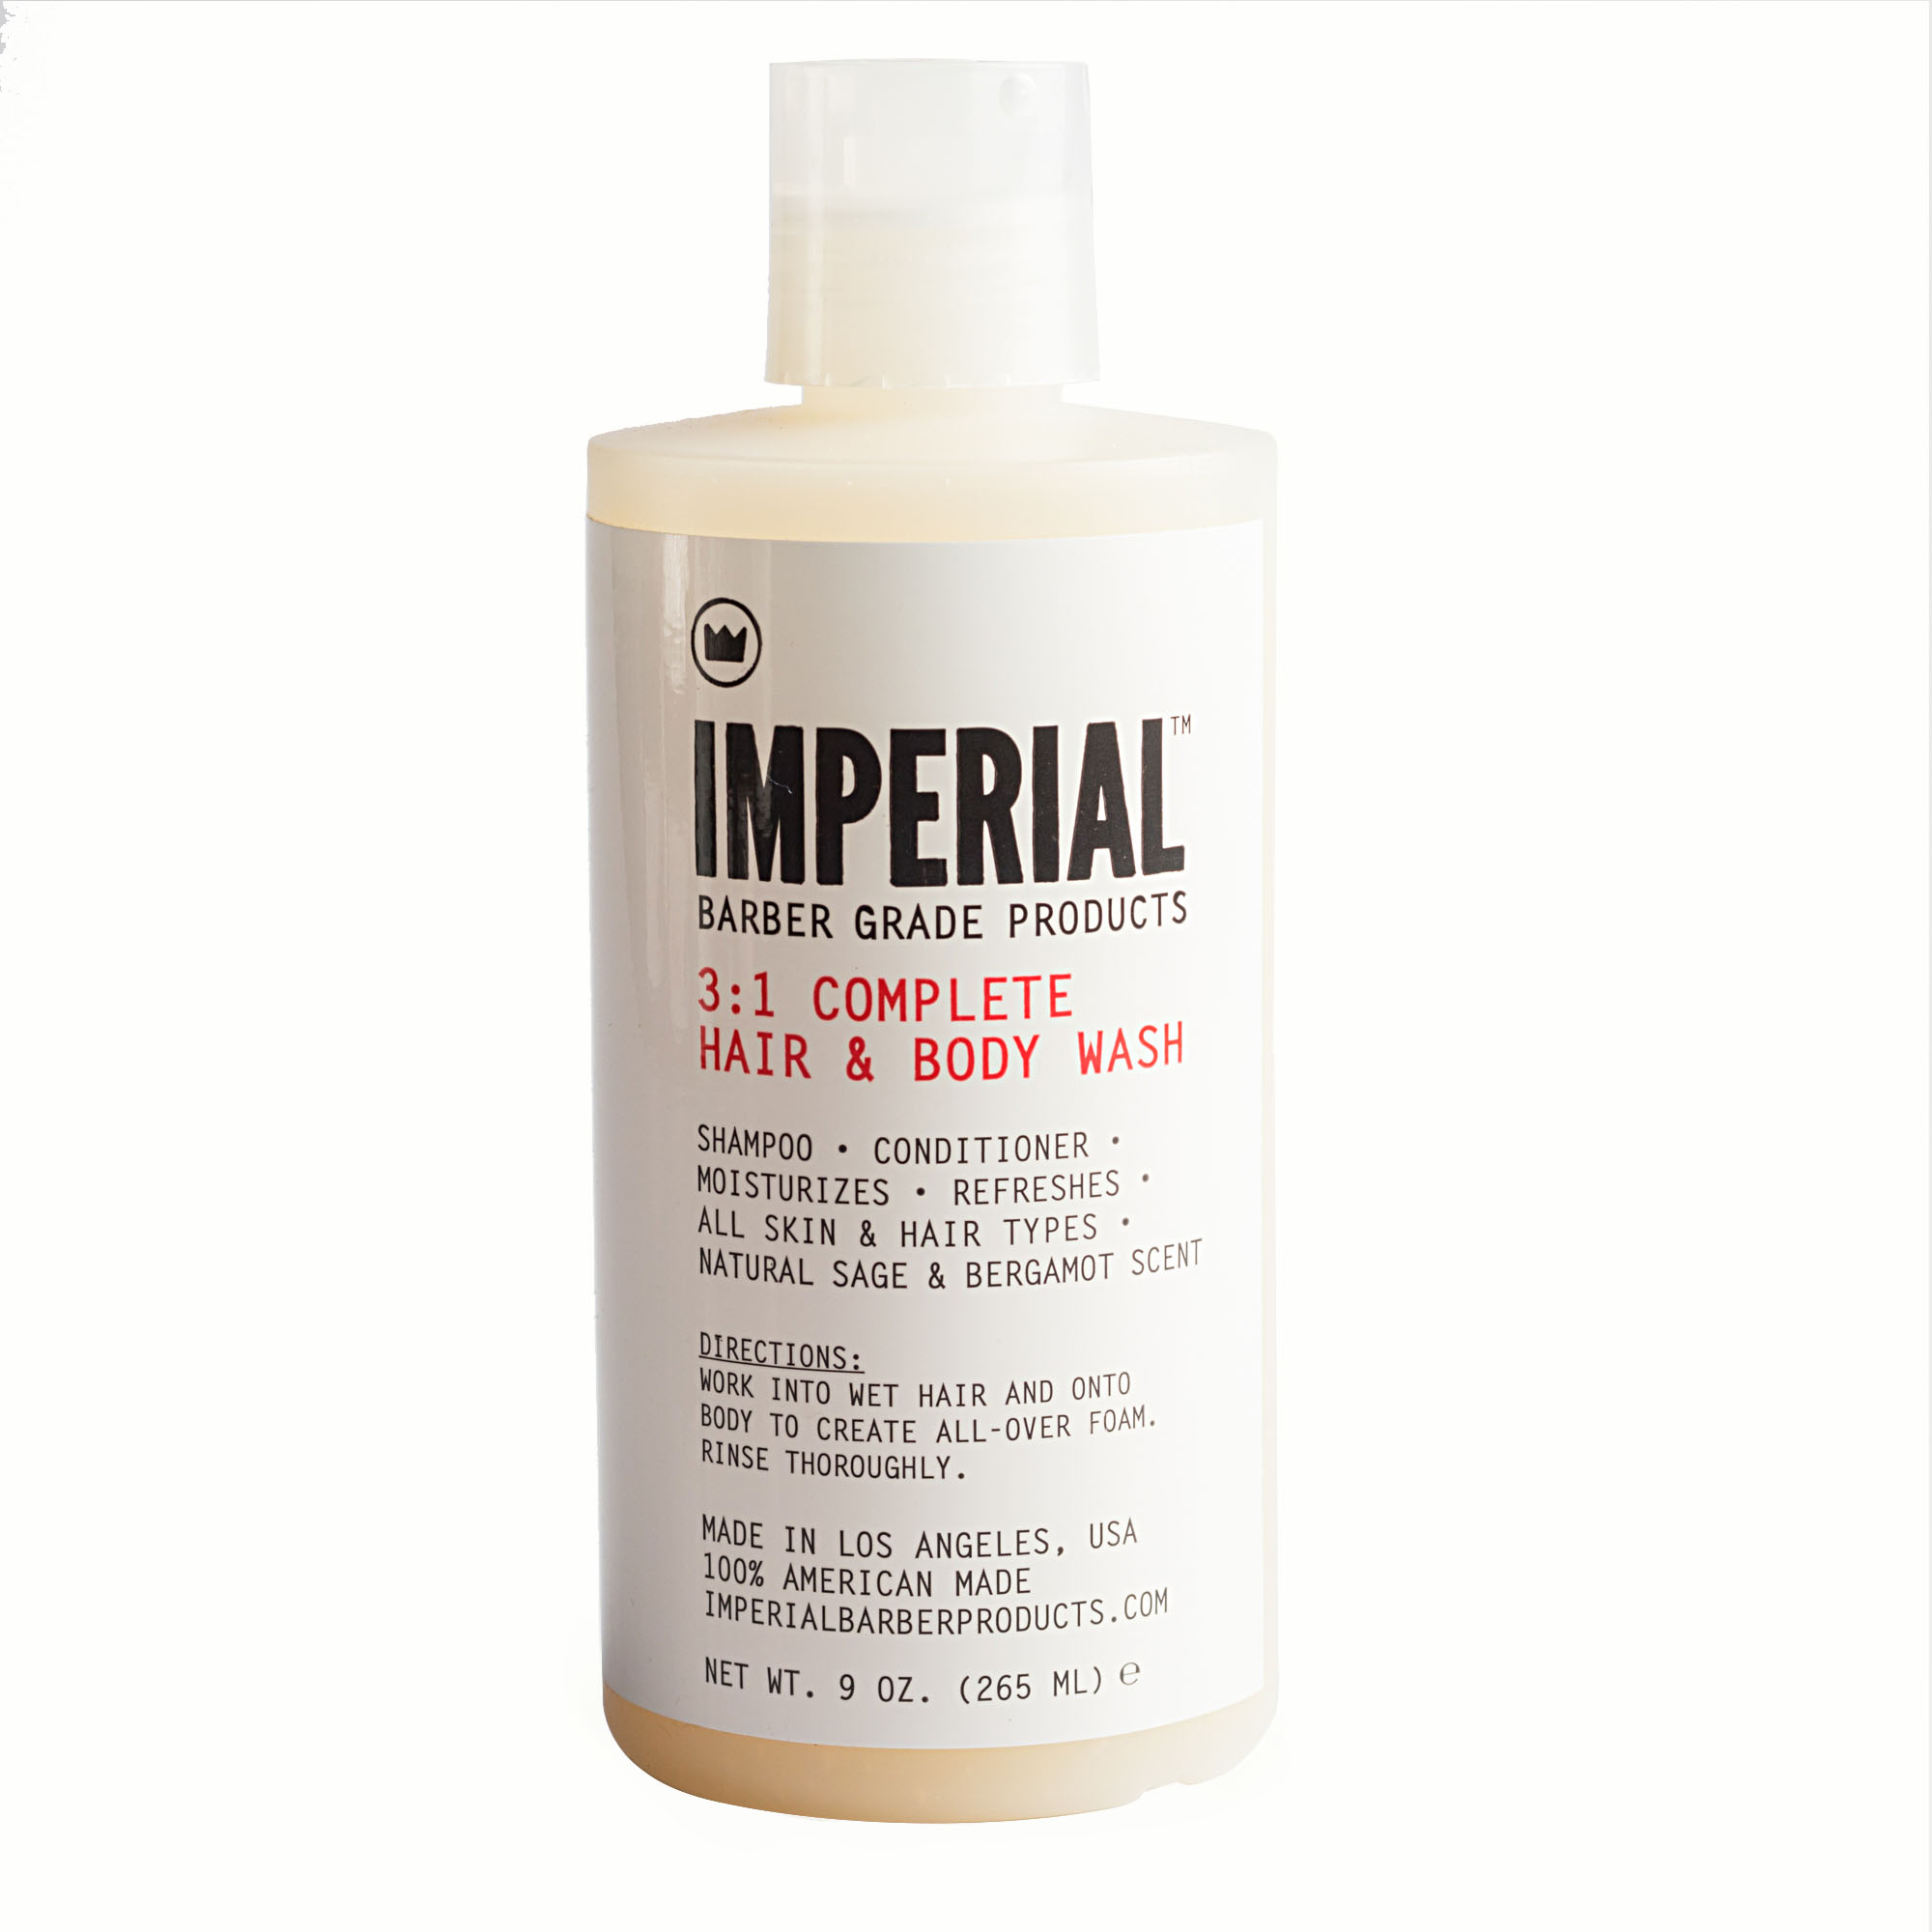 IMPERIAL™
BARBER GRADE PRODUCTS
3:1 COMPLETE
HAIR & BODY WASH
SHAMPOO • CONDITIONER •
MOISTURIZES • REFRESHES •
ALL SKIN & HAIR TYPES •
NATURAL SAGE & BERGAMOT SCENT
DIRECTIONS:
WORK INTO WET HAIR AND ONTO
BODY TO CREATE ALL-OVER FOAM.
RINSE THOROUGHLY.
MADE IN LOS ANGELES, USA
100% AMERICAN MADE
IMPERIALBARBERPRODUCTS.COM
NET WT. 9 OZ. (265 ML) ℮